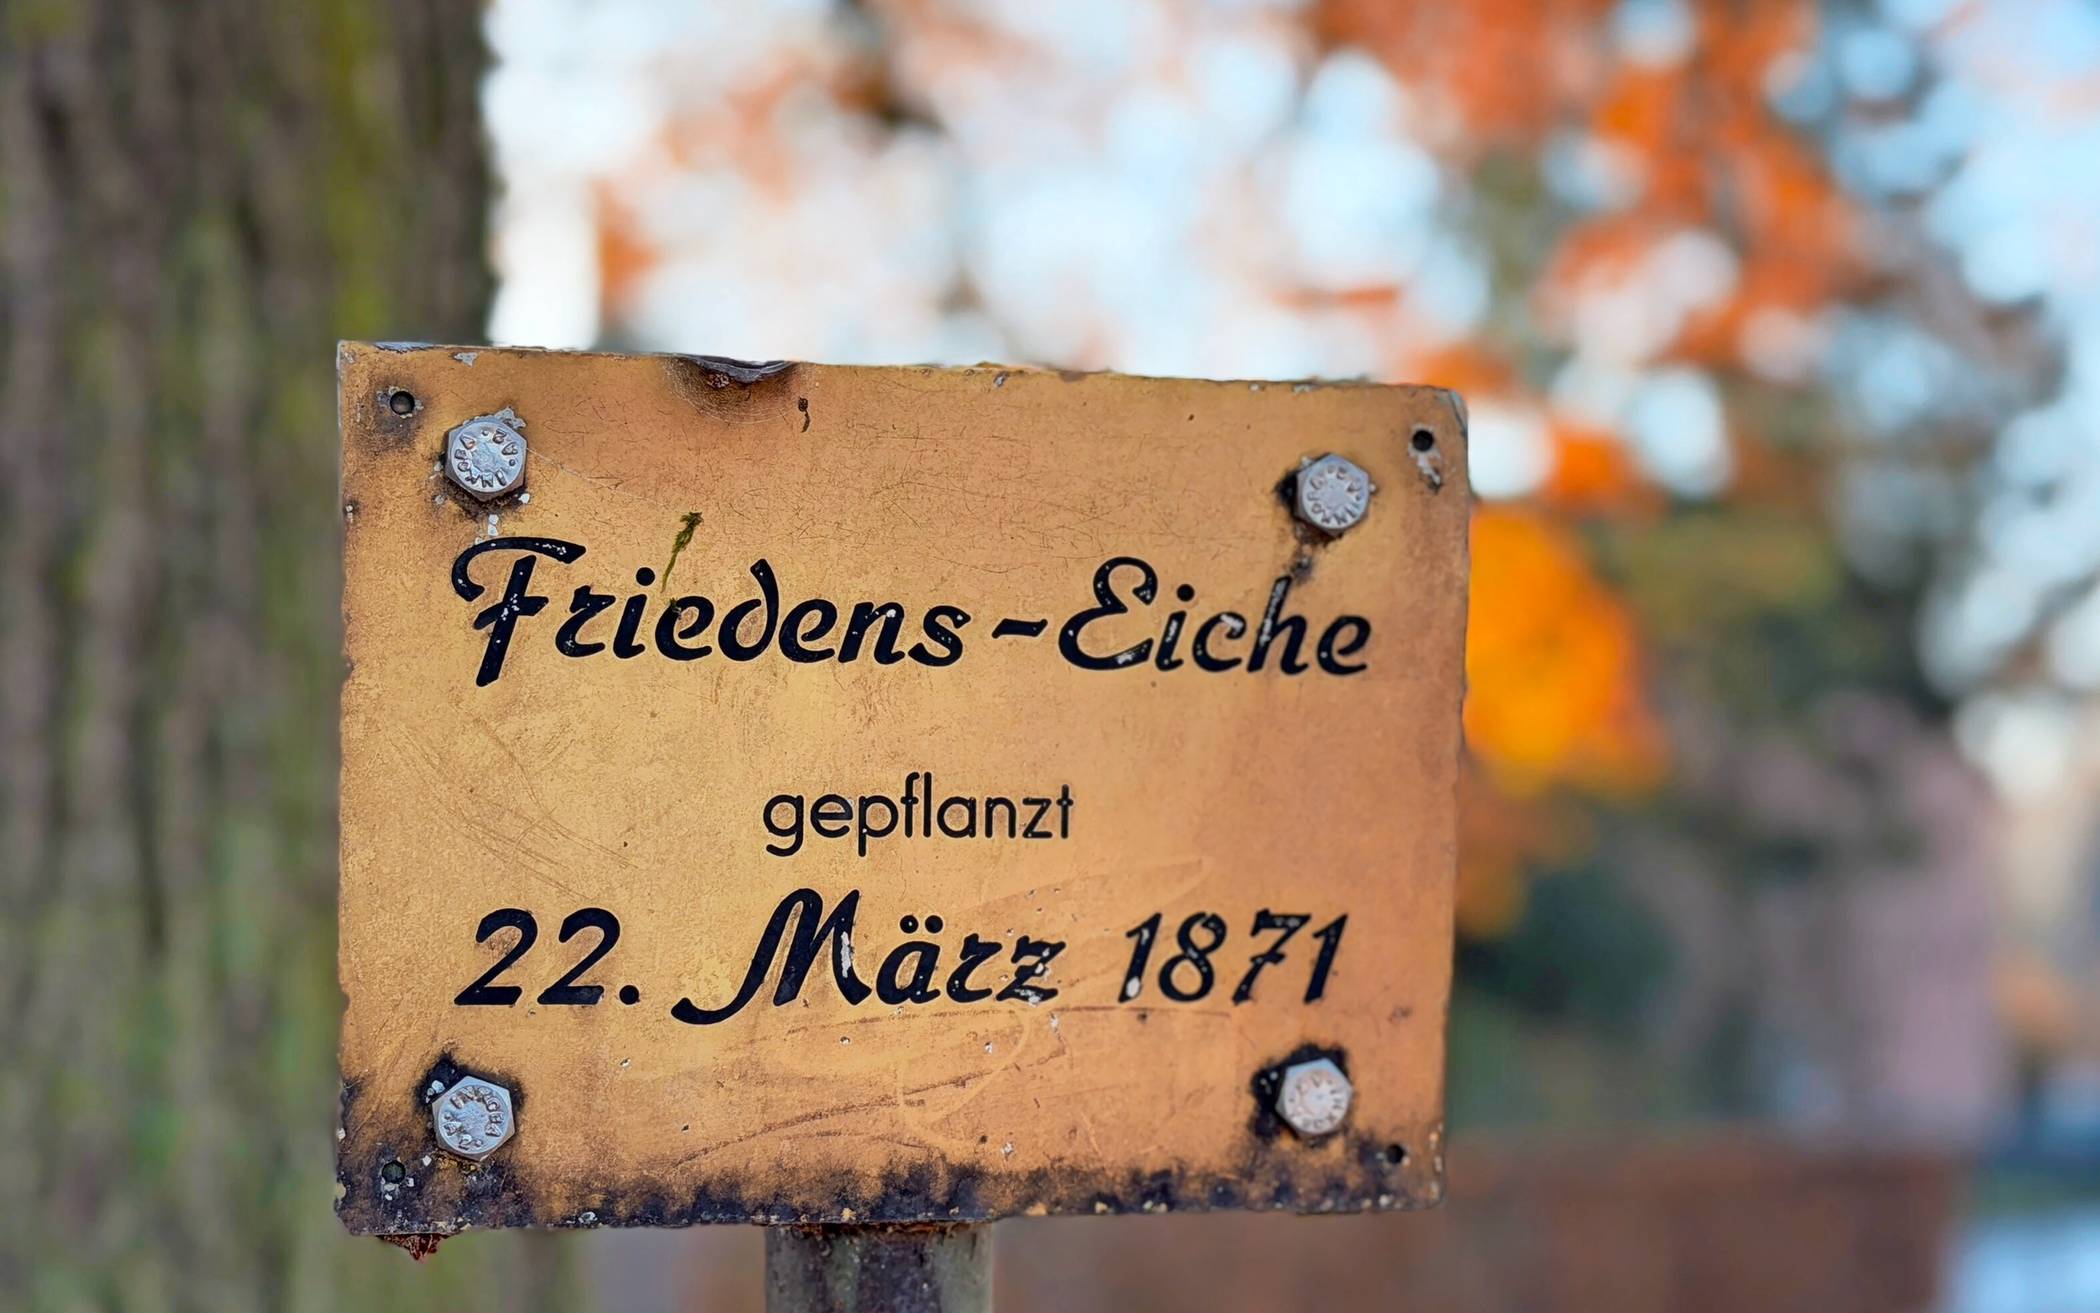 Friedens-Eiche
gepflanzt
22. März 1871